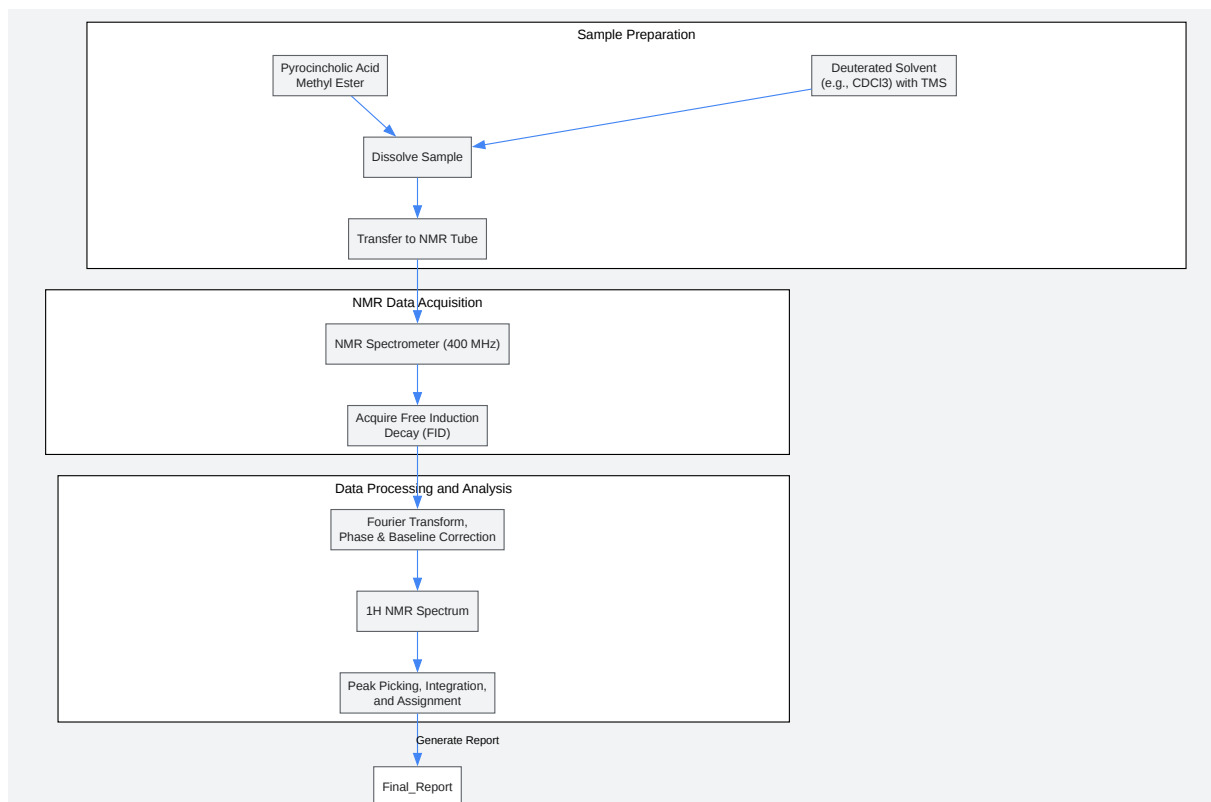 Sample Preparation
Pyrocincholic Acid
Methyl Ester
Deuterated Solvent
(e.g., CDCl3) with TMS
Dissolve Sample
Transfer to NMR Tube
NMR Data Acquisition
NMR Spectrometer (400 MHz)
Acquire Free Induction
Decay (FID)
Data Processing and Analysis
Fourier Transform,
Phase & Baseline Correction
1H NMR Spectrum
Peak Picking, Integration,
and Assignment
Generate Report
Final_Report